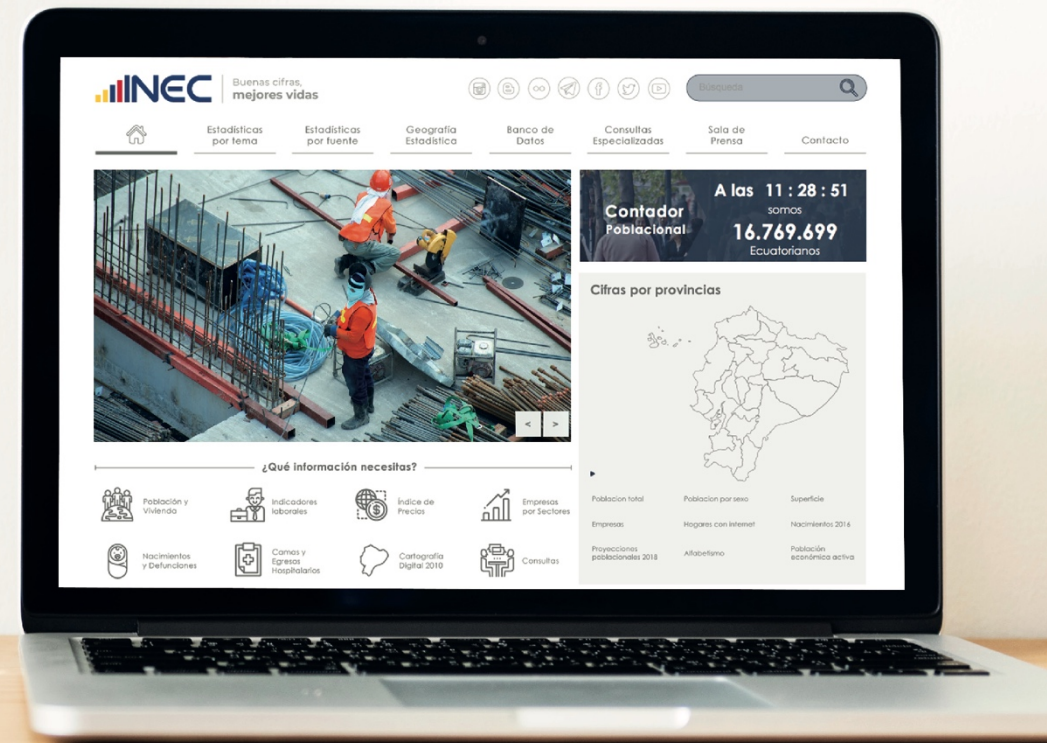 INEC
Buenas cifras,
mejores vidas
Búsqueda
Estadísticas
por tema
Estadísticas
por fuente
Geografía
Estadística
Banco de
Datos
Consultas
Especializadas
Sala de
Prensa
Contacto
Contador
Poblacional
A las 11 : 28 : 51
somos
16.769.699
Ecuatorianos
Cifras por provincias
¿Qué información necesitas?
Población y
Vivienda
Indicadores
laborales
Índice de
Precios
Empresas
por Sectores
Nacimientos
y Defunciones
Camas y
Egresos
Hospitalarios
Cartografía
Digital 2010
Consultas
Poblacion total
Poblacion por sexo
Superficie
Empresas
Hogares con internet
Nacimientos 2016
Proyecciones
poblacionales 2018
Alfabetismo
Población
económica activa